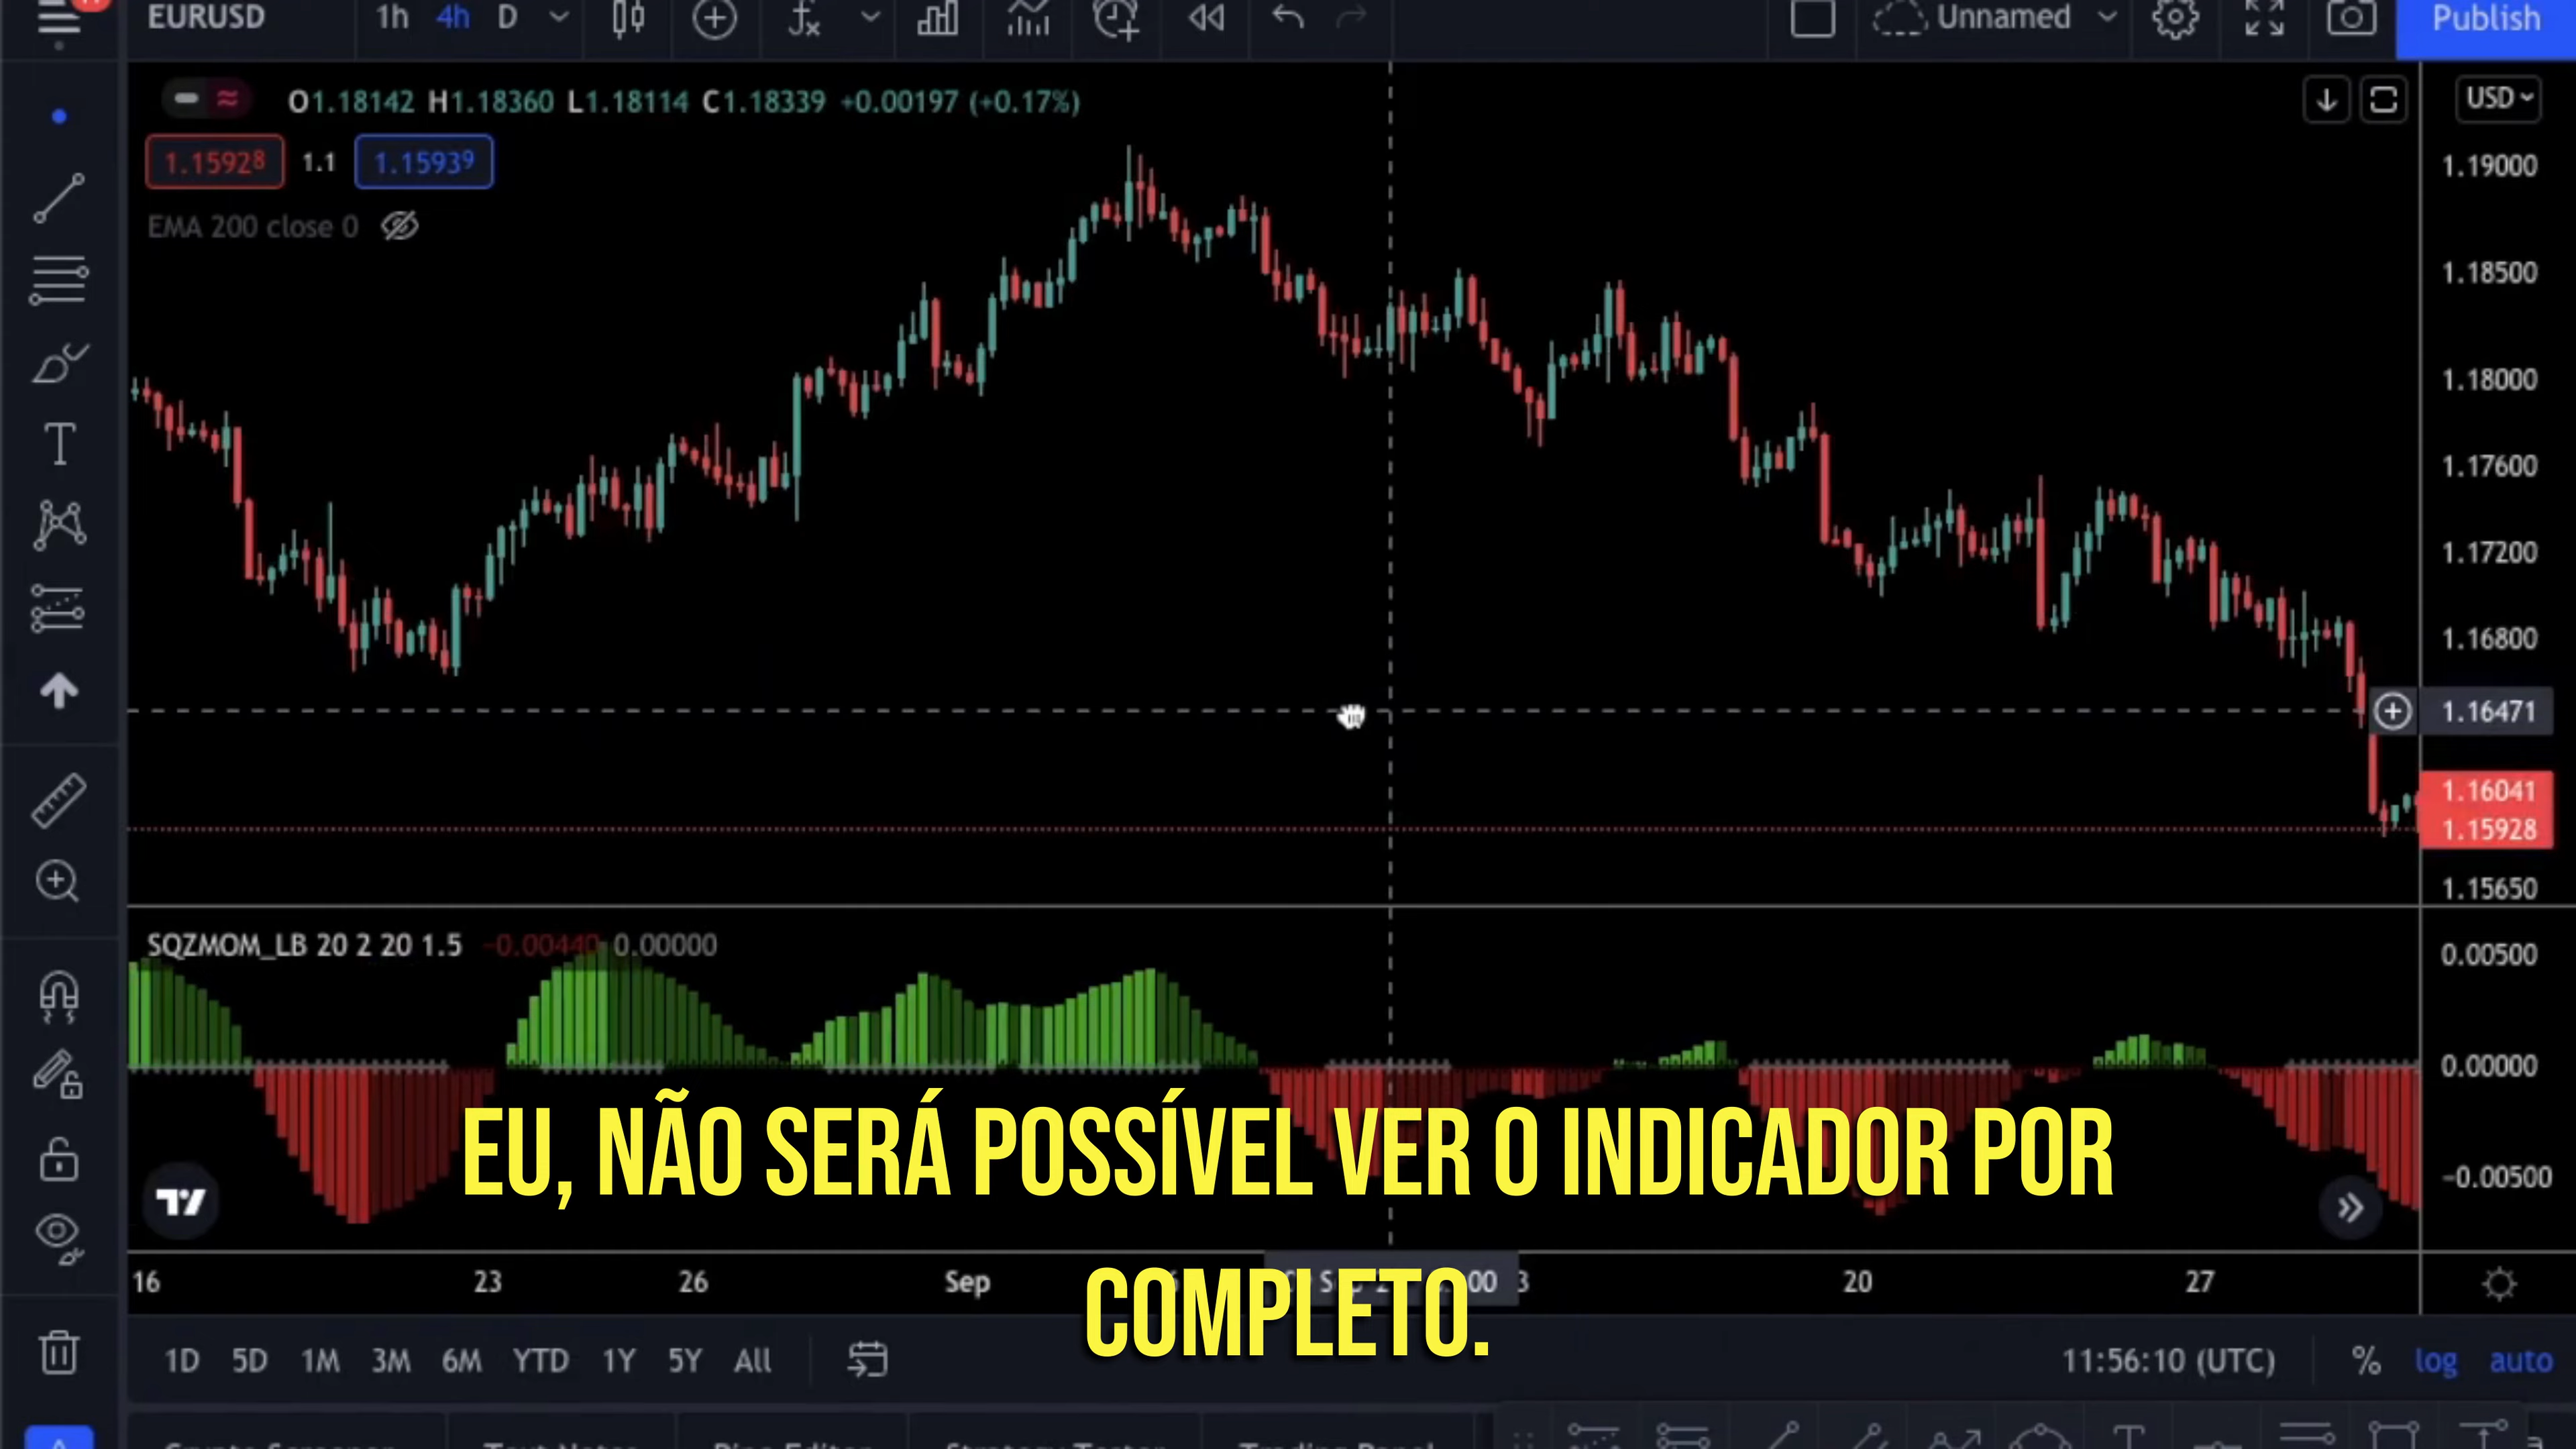 EURUSD 1h 4h D Unnamed Publish
O1.18142 H1.18360 L1.18114 C1.18339 +0.00197 (+0.17%) USD
1.15928 1.1 1.15939
EMA 200 close 0
1.19000
1.18500
1.18000
1.17600
1.17200
1.16800
1.16471
1.16041
1.15928
1.15650
SQZMOM_LB 20 2 20 1.5 -0.00440 0.00000
0.00500
0.00000
-0.00500
EU, NÃO SERÁ POSSÍVEL VER O INDICADOR POR
COMPLETO.
16 23 26 Sep 20 27
1D 5D 1M 3M 6M YTD 1Y 5Y All 11:56:10 (UTC) % log auto